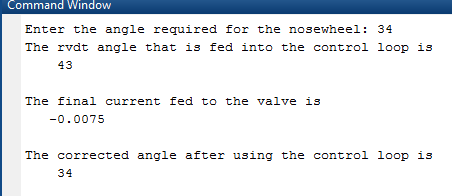 Command Window
Enter the angle required for the nosewheel: 34
The rvdt angle that is fed into the control loop is
43
The final current fed to the valve is
-0.0075
The corrected angle after using the control loop is
34